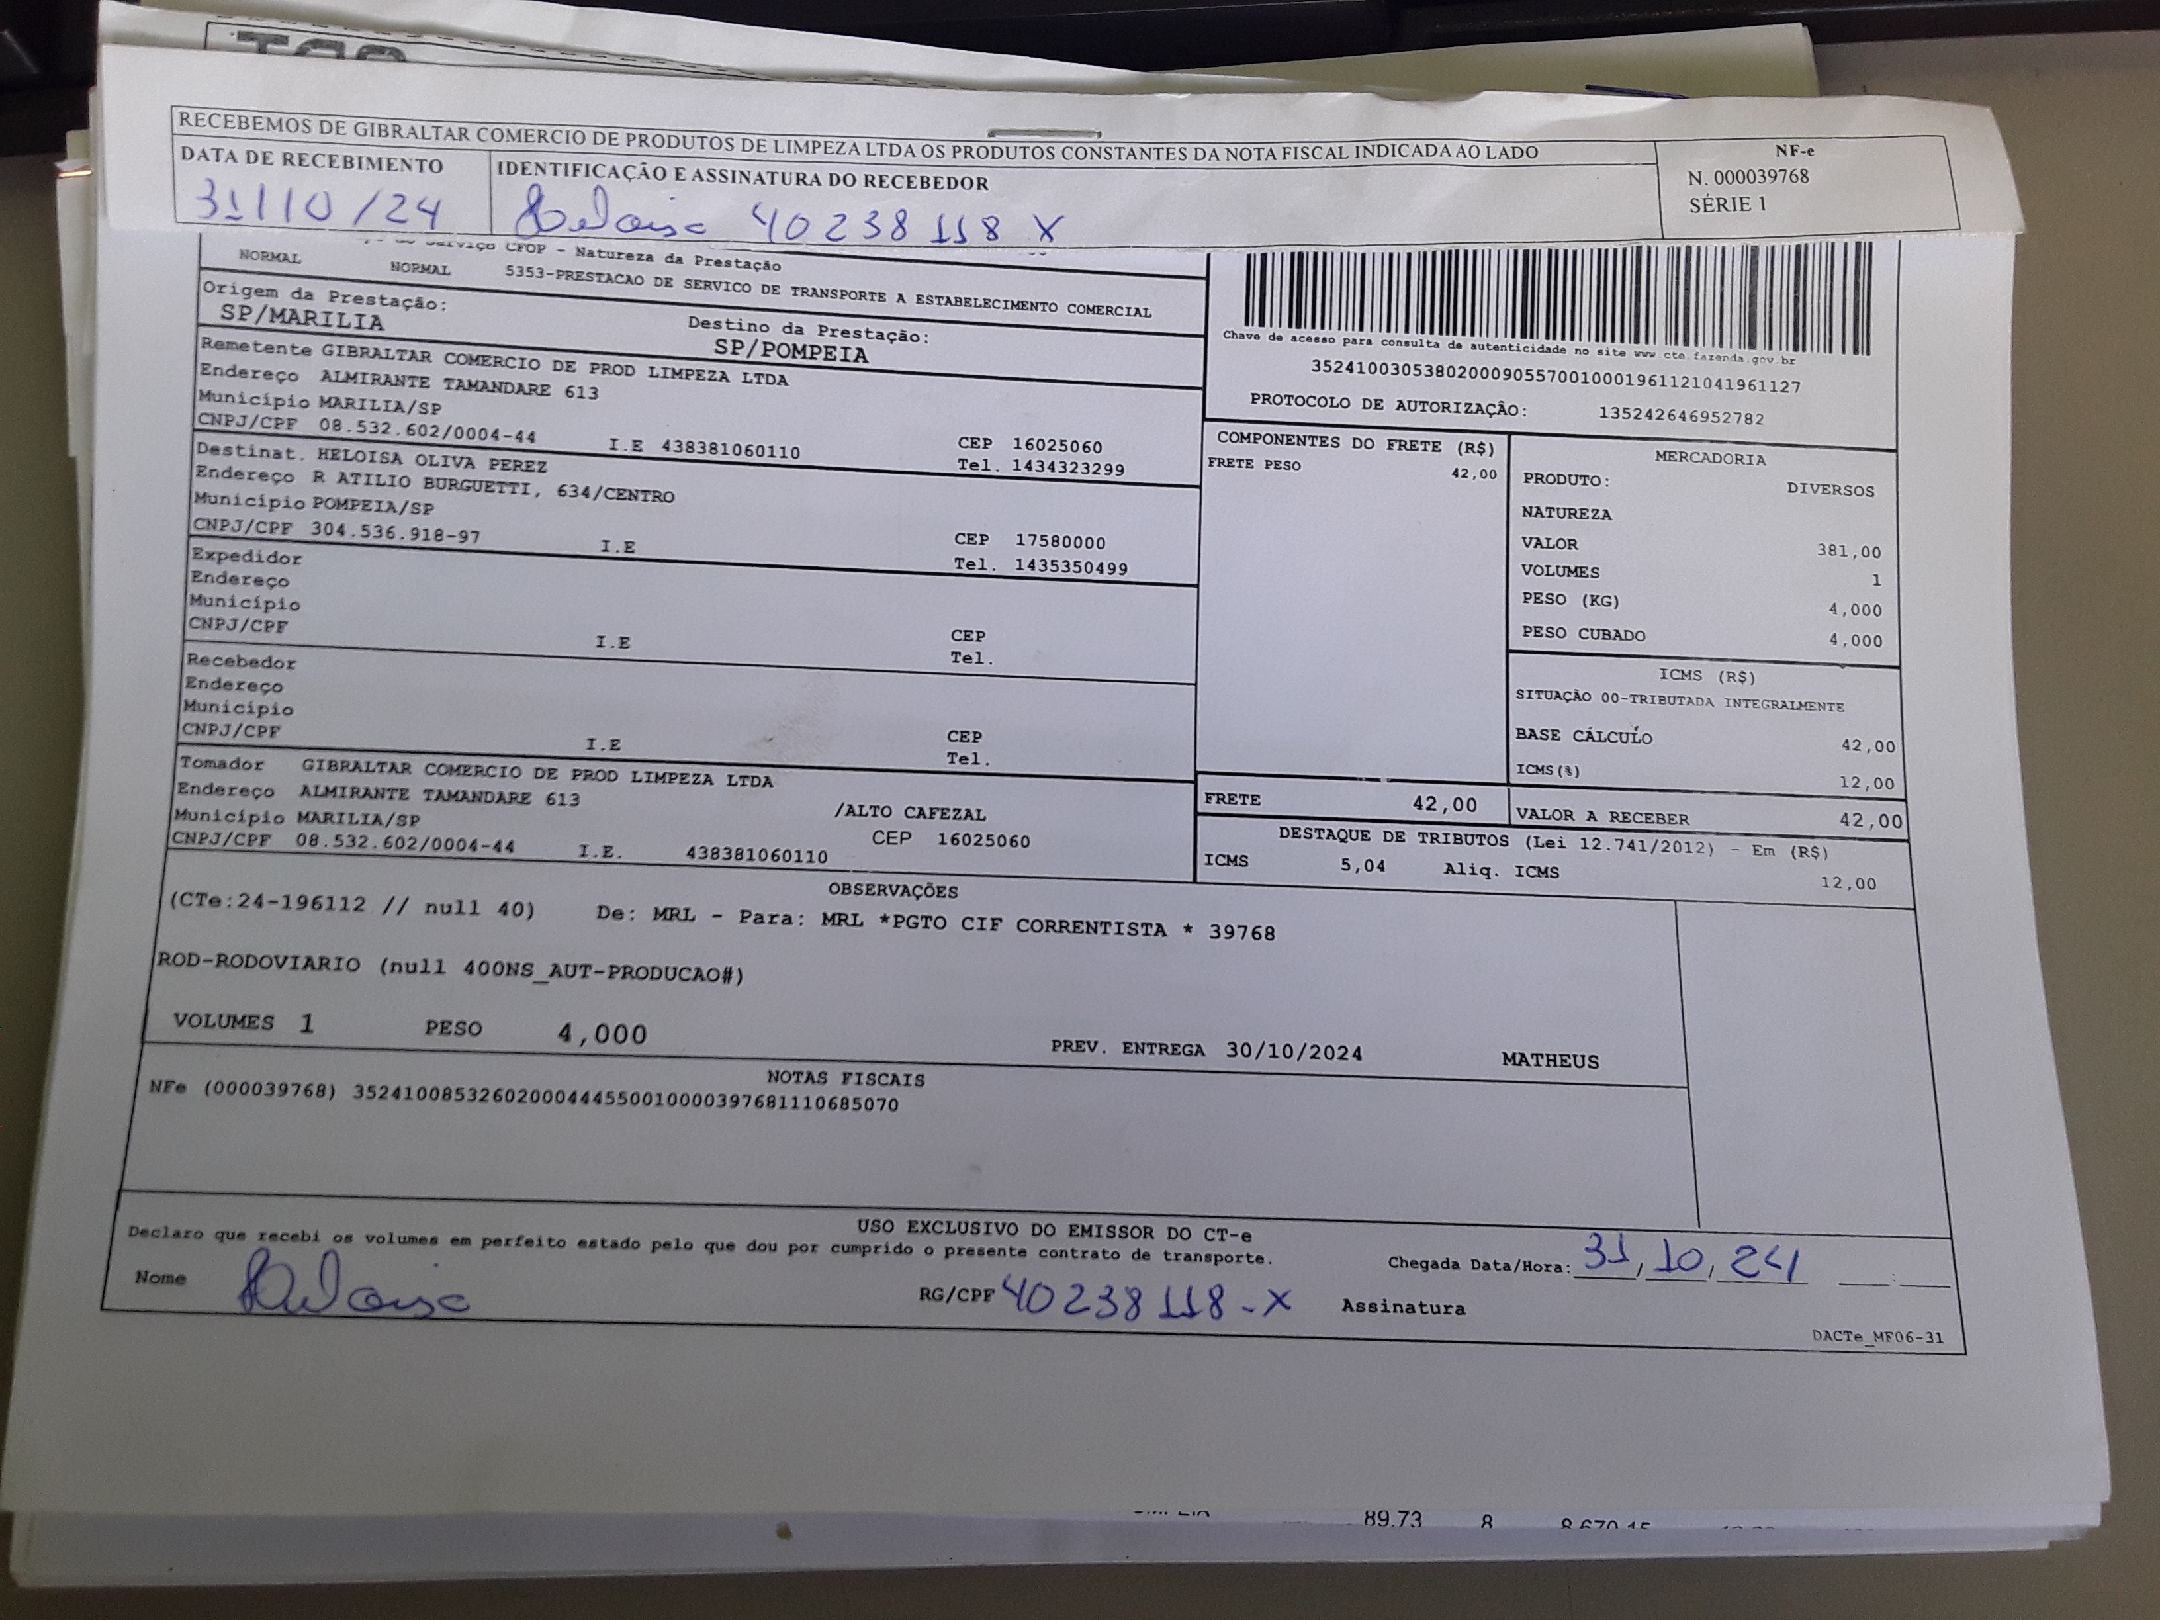 RECEBEMOS DE GIBRALTAR COMERCIO DE PRODUTOS DE LIMPEZA LTDA OS PRODUTOS CONSTANTES DA NOTA FISCAL INDICADA AO LADO
DATA DE RECEBIMENTO
31/10/24
IDENTIFICAÇÃO E ASSINATURA DO RECEBEDOR
Heloisa 40238118 X
NF-e
N. 000039768
SÉRIE 1
Serviço CFOP - Natureza da Prestação
NORMAL NORMAL 5353-PRESTACAO DE SERVICO DE TRANSPORTE A ESTABELECIMENTO COMERCIAL
Origem da Prestação:
SP/MARILIA
Destino da Prestação:
SP/POMPEIA
Remetente GIBRALTAR COMERCIO DE PROD LIMPEZA LTDA
Endereço ALMIRANTE TAMANDARE 613
Município MARILIA/SP CEP 16025060
CNPJ/CPF 08.532.602/0004-44 I.E 438381060110 Tel. 1434323299
Destinat. HELOISA OLIVA PEREZ
Endereço R ATILIO BURGUETTI, 634/CENTRO
Município POMPEIA/SP CEP 17580000
CNPJ/CPF 304.536.918-97 I.E Tel. 1435350499
Expedidor
Endereço
Município CEP
CNPJ/CPF I.E Tel.
Recebedor
Endereço
Município CEP
CNPJ/CPF I.E Tel.
Tomador GIBRALTAR COMERCIO DE PROD LIMPEZA LTDA
Endereço ALMIRANTE TAMANDARE 613 /ALTO CAFEZAL
Município MARILIA/SP CEP 16025060
CNPJ/CPF 08.532.602/0004-44 I.E. 438381060110
Chave de acesso para consulta de autenticidade no site www.cte.fazenda.gov.br
35241003053802000905570010001961121041961127
PROTOCOLO DE AUTORIZAÇÃO: 135242646952782
COMPONENTES DO FRETE (R$)
FRETE PESO 42,00
MERCADORIA
PRODUTO: DIVERSOS
NATUREZA
VALOR 381,00
VOLUMES 1
PESO (KG) 4,000
PESO CUBADO 4,000
ICMS (R$)
SITUAÇÃO 00-TRIBUTADA INTEGRALMENTE
BASE CÁLCULO 42,00
ICMS(%) 12,00
FRETE 42,00 VALOR A RECEBER 42,00
DESTAQUE DE TRIBUTOS (Lei 12.741/2012) - Em (R$)
ICMS 5,04 Aliq. ICMS 12,00
OBSERVAÇÕES
(CTe:24-196112 // null 40) De: MRL - Para: MRL *PGTO CIF CORRENTISTA * 39768
ROD-RODOVIARIO (null 400NS_AUT-PRODUCAO#)
VOLUMES 1 PESO 4,000 PREV. ENTREGA 30/10/2024 MATHEUS
NOTAS FISCAIS
NFe (000039768) 35241008532602000444550010000397681110685070
USO EXCLUSIVO DO EMISSOR DO CT-e
Declaro que recebi os volumes em perfeito estado pelo que dou por cumprido o presente contrato de transporte.
Chegada Data/Hora: 31, 10, 24 ___:___
Nome Heloisa RG/CPF 40238118-X Assinatura
DACTe_MF06-31
89.73 8